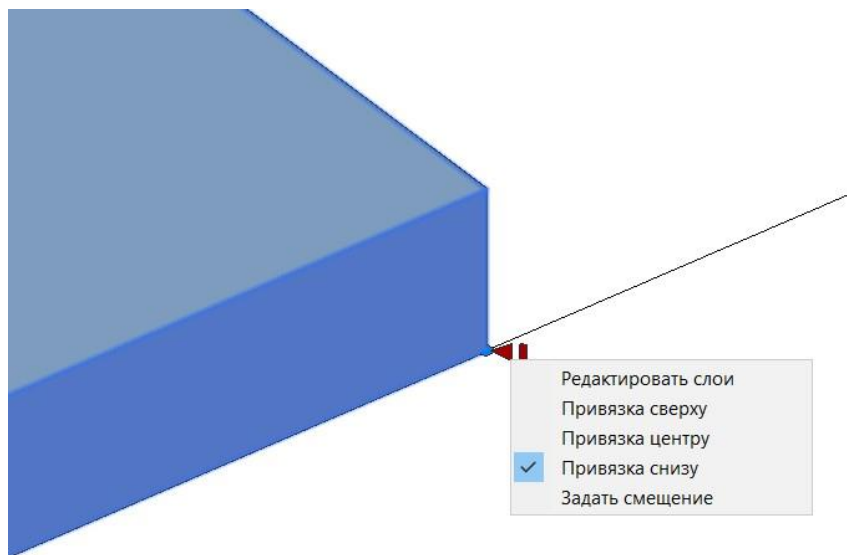 Редактировать слои
Привязка сверху
Привязка центру
Привязка снизу
Задать смещение